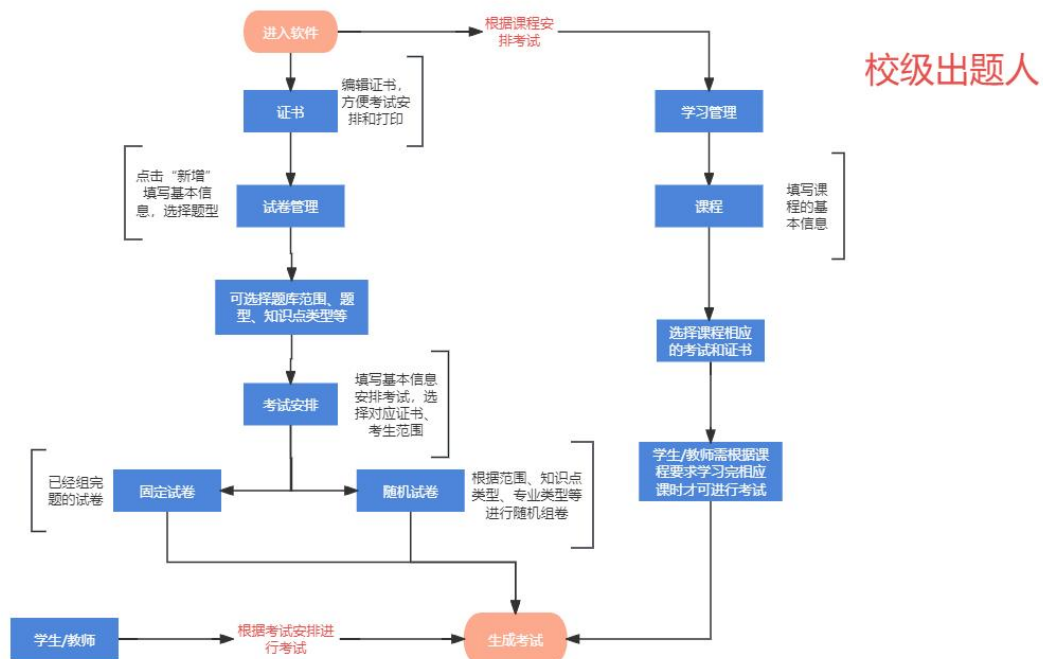 进入软件
根据课程安
排考试
校级出题人
编辑证书，
方便考试安
排和打印
证书
学习管理
点击“新增”
填写基本信
息，选择题型
试卷管理
课程
填写课
程的基
本信息
可选择题库范围、题
型、知识点类型等
选择课程相应
的考试和证书
填写基本信息
安排考试，选
择对应证书、
考生范围
考试安排
学生/教师需根据课
程要求学习完相应
课时才可进行考试
已经组完
题的试卷
固定试卷
随机试卷
根据范围、知识点
类型、专业类型等
进行随机组卷
学生/教师
根据考试安排进
行考试
生成考试